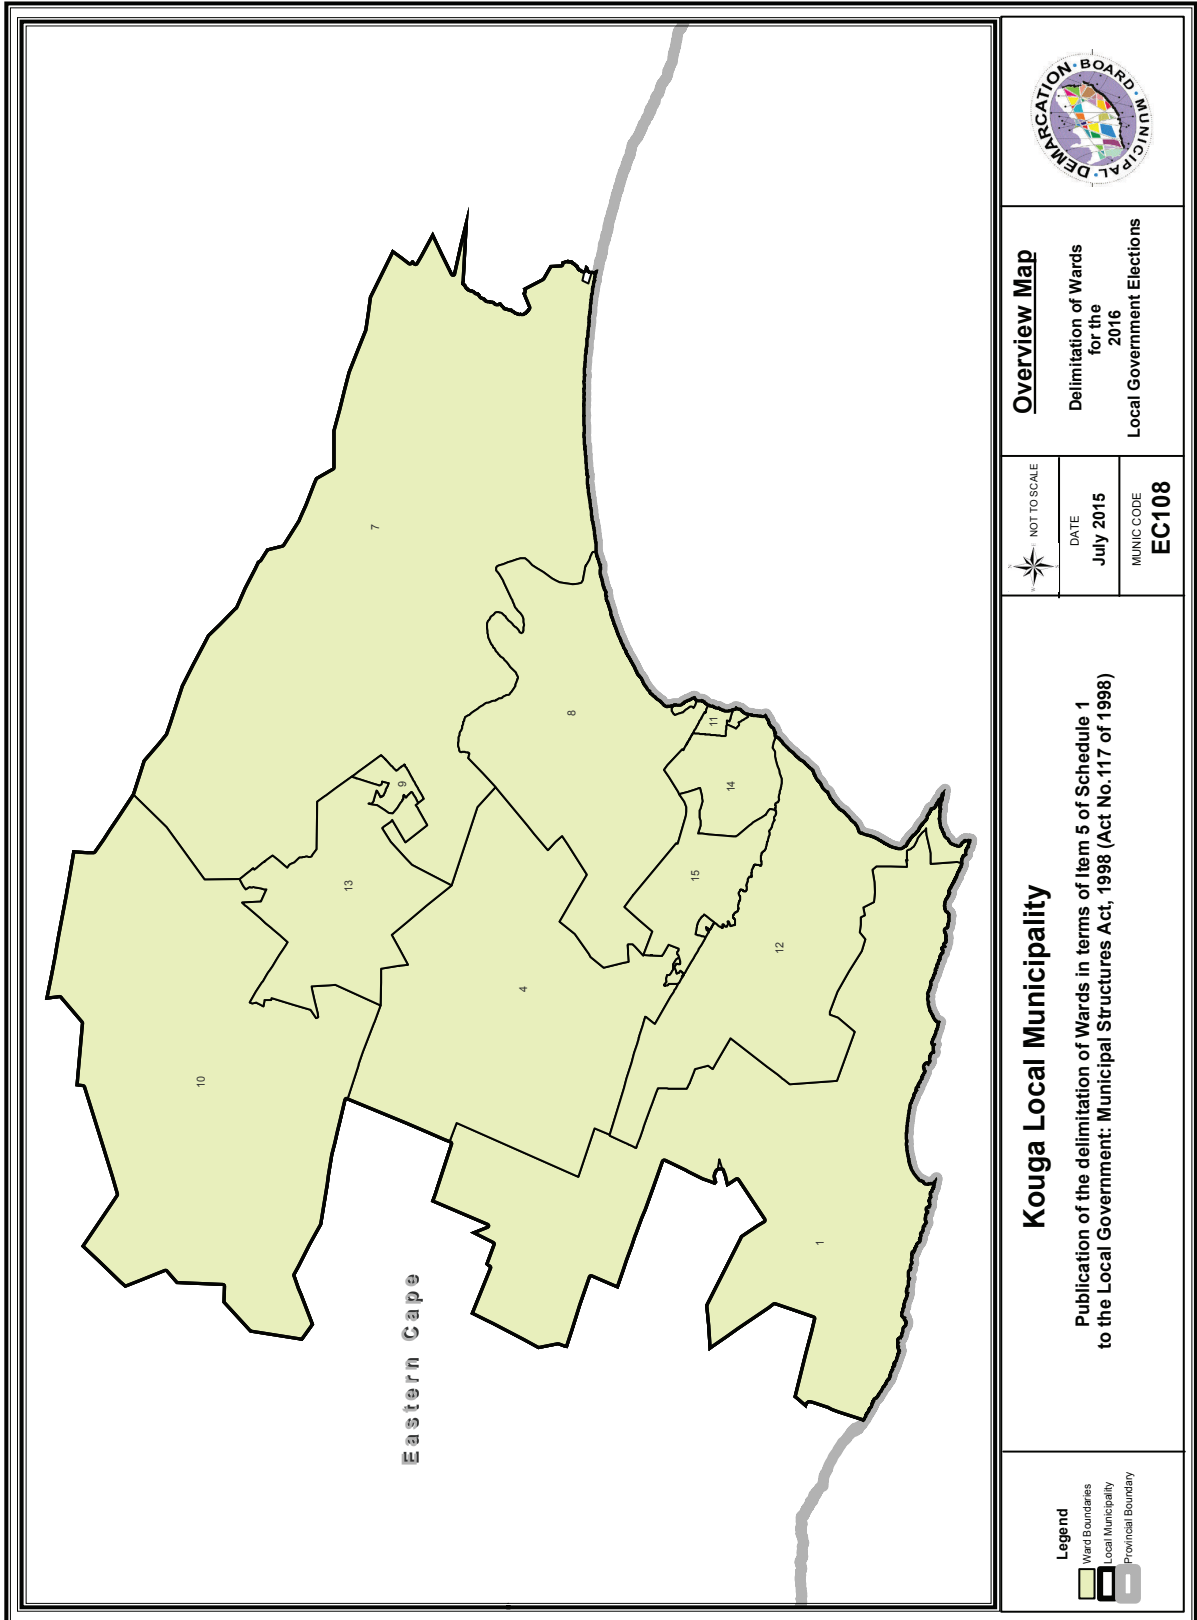 10
13
9
7
4
8
15
14
11
12
1
Eastern Cape
Legend
Ward Boundaries
Local Municipality
Provincial Boundary
Kouga Local Municipality
Publication of the delimitation of Wards in terms of Item 5 of Schedule 1
to the Local Government: Municipal Structures Act, 1998 (Act No.117 of 1998)
NOT TO SCALE
DATE
July 2015
MUNIC CODE
EC108
Overview Map
Delimitation of Wards
for the
2016
Local Government Elections
MUNICIPAL · DEMARCATION · BOARD ·